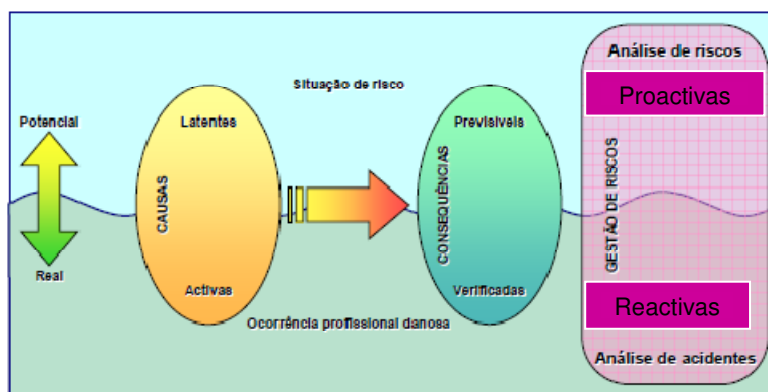 Análise de riscos
Proactivas
Situação de risco
Potencial
Latentes
Previsíveis
CAUSAS
CONSEQUÊNCIAS
GESTÃO DE RISCOS
Real
Activas
Verificadas
Reactivas
Ocorrência profissional danosa
Análise de acidentes